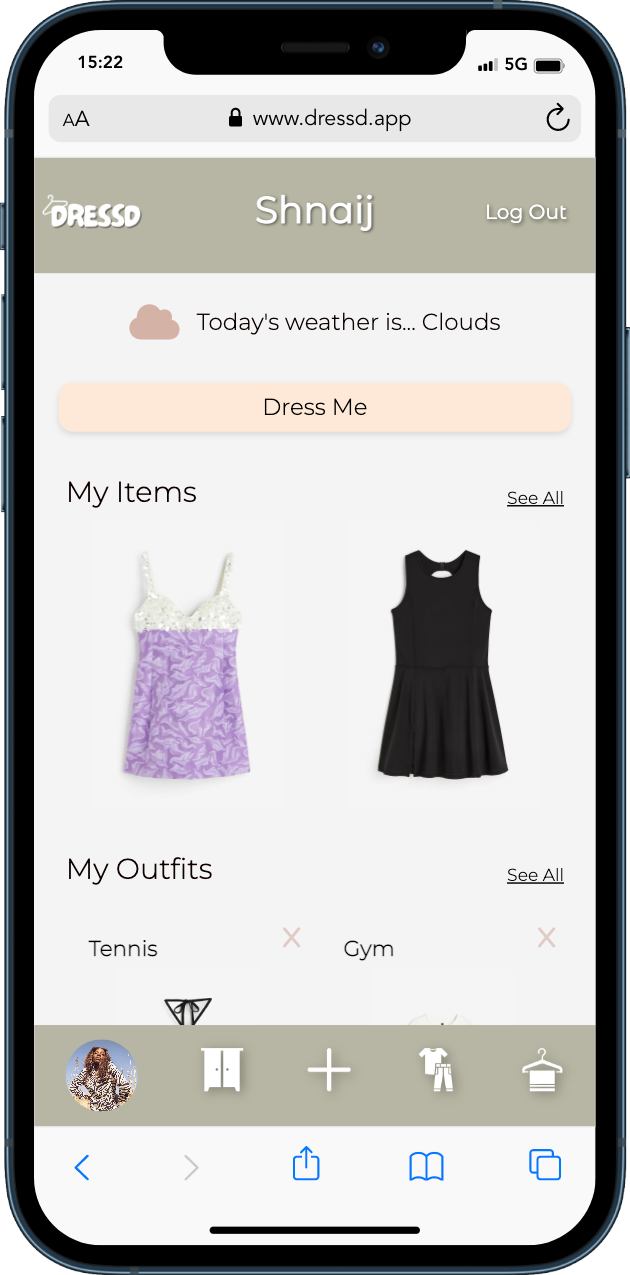 15:22
5G
AA
www.dressd.app
DRESSD
Shnaij
Log Out
Today's weather is... Clouds
Dress Me
My Items
See All
My Outfits
See All
Tennis
X
Gym
X